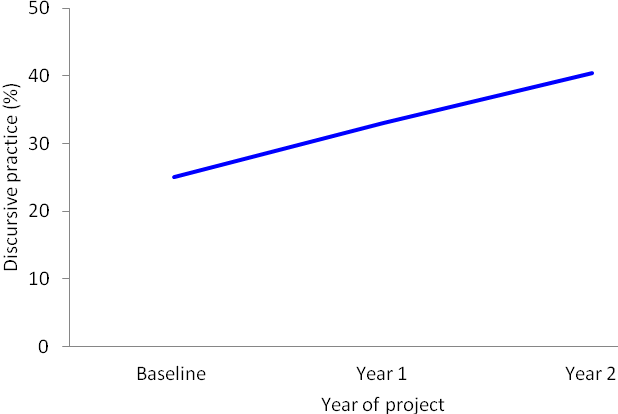 Discursive practice (%)
50
40
30
20
10
0
Baseline Year 1 Year 2
Year of project